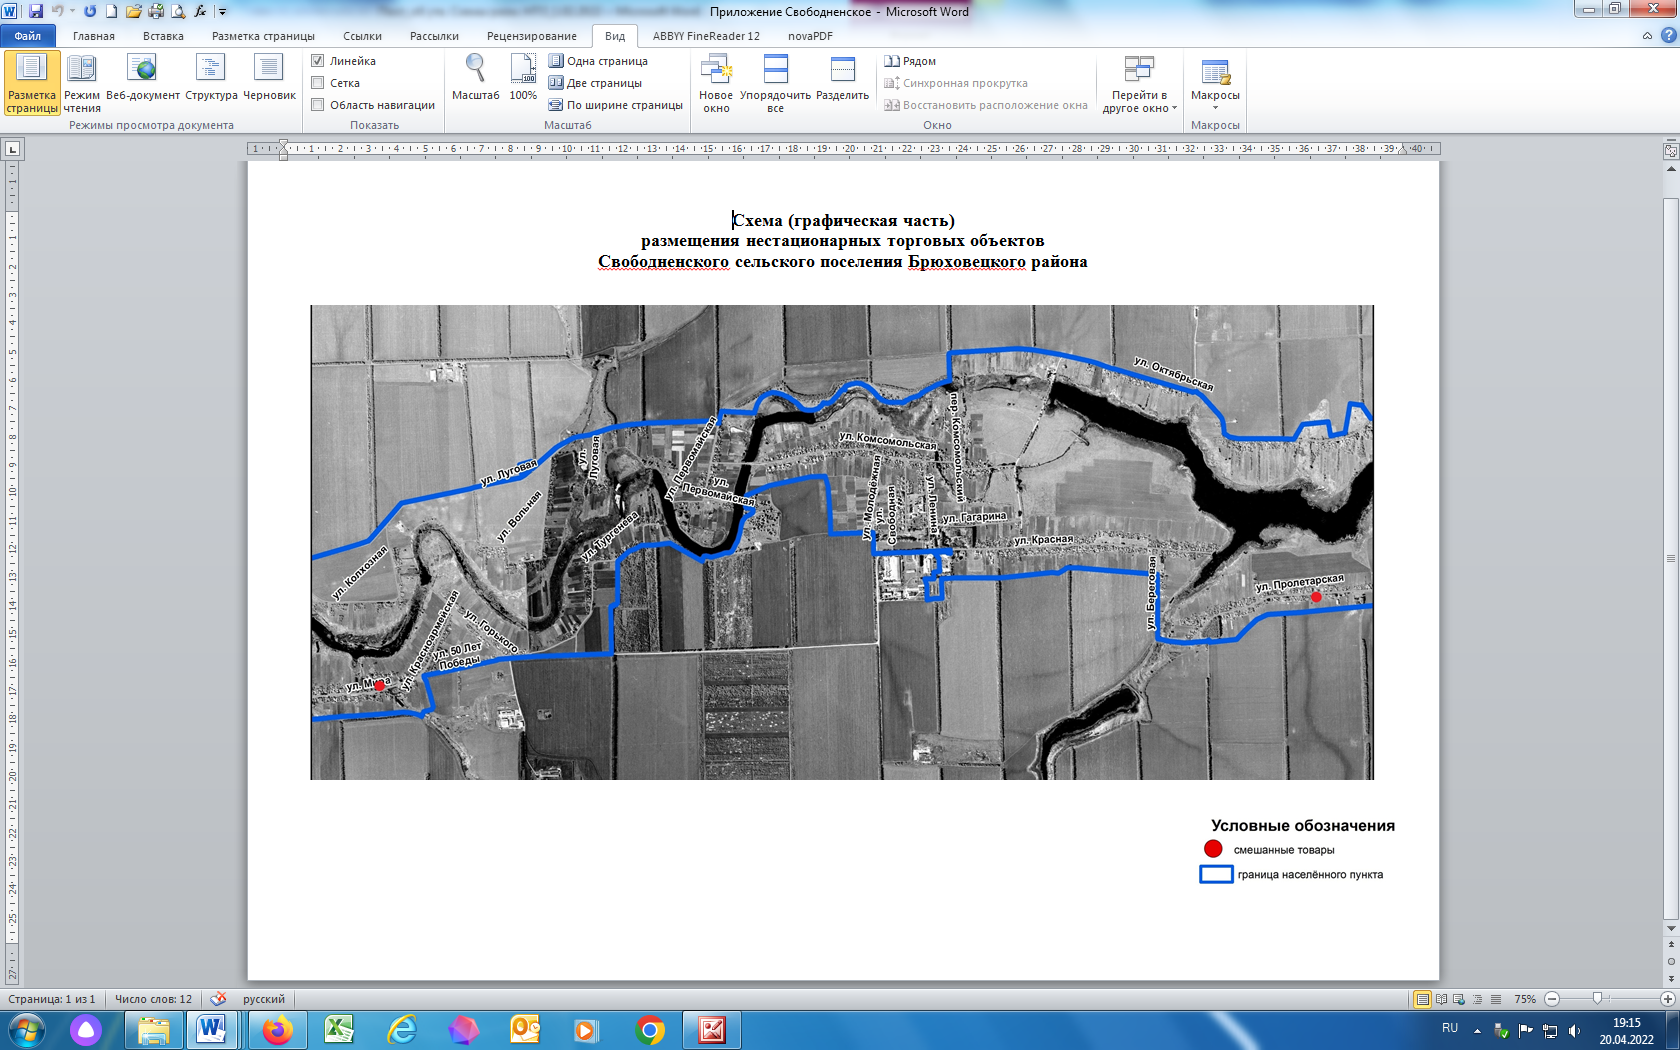 Приложение Свободненское - Microsoft Word
Файл
Главная
Вставка
Разметка страницы
Ссылки
Рассылки
Рецензирование
Вид
ABBYY FineReader 12
novaPDF
Разметка страницы
Режим чтения
Веб-документ
Структура
Черновик
Режимы просмотра документа
Линейка
Сетка
Область навигации
Показать
Масштаб
100%
Одна страница
Две страницы
По ширине страницы
Масштаб
Новое окно
Упорядочить все
Разделить
Рядом
Синхронная прокрутка
Восстановить расположение окна
Окно
Перейти в другое окно
Макросы
Макросы
Схема (графическая часть)
размещения нестационарных торговых объектов
Свободненского сельского поселения Брюховецкого района
ул. Октябрьская
пер. Комсомольский
ул. Комсомольская
ул. Первомайская
ул. Первомайская
ул. Луговая
ул. Луговая
ул. Вольная
ул. Тургенева
ул. Молодёжная
ул. Свободная
ул. Ленина
ул. Гагарина
ул. Красная
ул. Береговая
ул. Пролетарская
ул. Колхозная
ул. Красноармейская
ул. Горького
ул. 50 Лет Победы
ул. Мира
Условные обозначения
смешанные товары
граница населённого пункта
Страница: 1 из 1
Число слов: 12
русский
75%
RU
19:15
20.04.2022